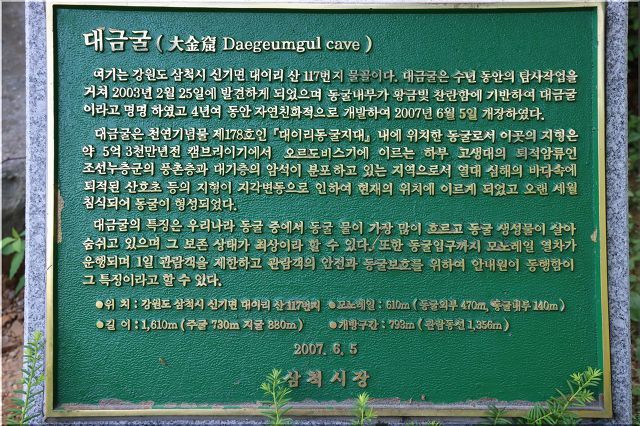 대금굴 ( 大金窟 Daegeumgul cave )
여기는 강원도 삼척시 신기면 대이리 산 117번지 물골이다. 대금굴은 수년 동안의 탐사작업을
거쳐 2003년 2월 25일에 발견하게 되었으며 동굴내부가 황금빛 찬란함에 기반하여 대금굴
이라고 명명 하였고 4년여 동안 자연친화적으로 개발하여 2007년 6월 5일 개장하였다.
대금굴은 천연기념물 제178호인 『대이리동굴지대』 내에 위치한 동굴로서 이곳의 지형은
약 5억 3천만년전 캠브리아기에서 오르도비스기에 이르는 하부 고생대의 퇴적암류인
조선누층군의 풍촌층과 대기층의 암석이 분포하고 있는 지역으로서 열대 심해의 바다속에
퇴적된 산호초 등의 지형이 지각변동으로 인하여 현재의 위치에 이르게 되었고 오랜 세월
침식되어 동굴이 형성되었다.
대금굴의 특징은 우리나라 동굴 중에서 동굴 물이 가장 많이 흐르고 동굴 생성물이 살아
숨쉬고 있으며 그 보존 상태가 최상이라 할 수 있다. 또한 동굴입구까지 모노레일 열차가
운행되며 1일 관람객을 제한하고 관람객의 안전과 동굴보호를 위하여 안내원이 동행함이
그 특징이라고 할 수 있다.
●위 치 : 강원도 삼척시 신기면 대이리 산 117번지 ●모노레일 : 610m ( 동굴외부 470m, 동굴내부 140m )
●길 이 : 1,610m ( 주굴 730m 지굴 880m ) ●개방구간 : 793m ( 관람동선 1,356m )
2007. 6. 5
삼 척 시 장